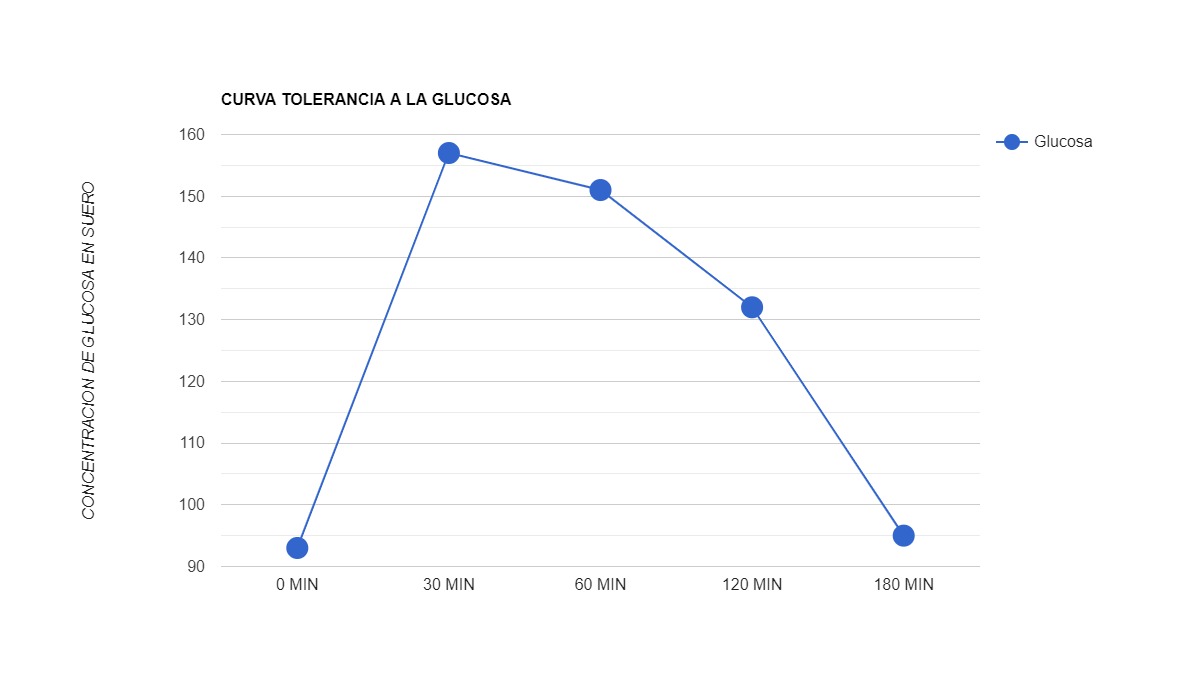 CURVA TOLERANCIA A LA GLUCOSA
Glucosa
CONCENTRACION DE GLUCOSA EN SUERO
160
150
140
130
120
110
100
90
0 MIN 30 MIN 60 MIN 120 MIN 180 MIN